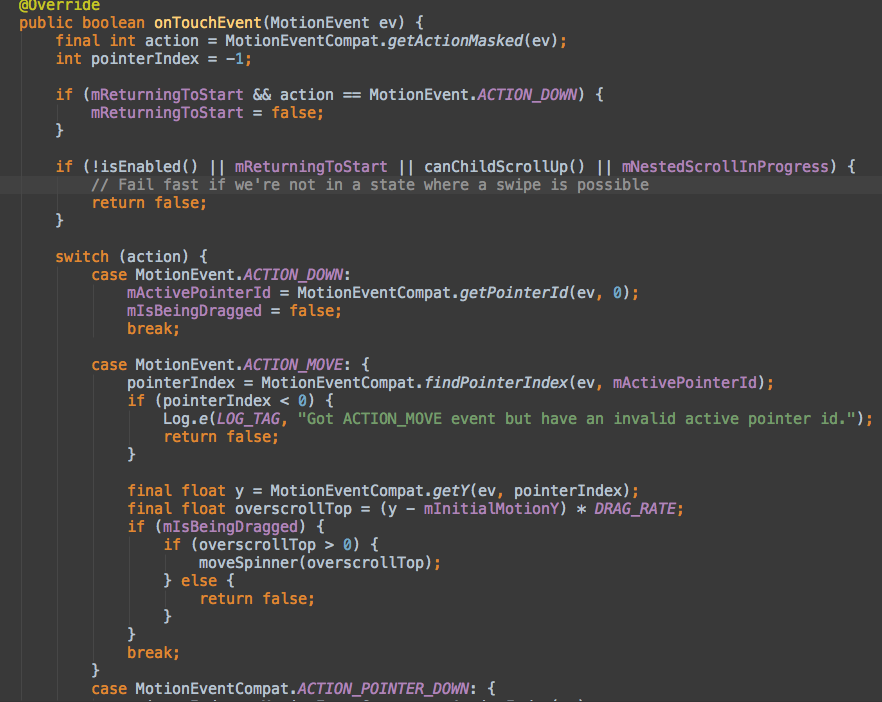 @Override
public boolean onTouchEvent(MotionEvent ev) {
    final int action = MotionEventCompat.getActionMasked(ev);
    int pointerIndex = -1;

    if (mReturningToStart && action == MotionEvent.ACTION_DOWN) {
        mReturningToStart = false;
    }

    if (!isEnabled() || mReturningToStart || canChildScrollUp() || mNestedScrollInProgress) {
        // Fail fast if we're not in a state where a swipe is possible
        return false;
    }

    switch (action) {
        case MotionEvent.ACTION_DOWN:
            mActivePointerId = MotionEventCompat.getPointerId(ev, 0);
            mIsBeingDragged = false;
            break;

        case MotionEvent.ACTION_MOVE: {
            pointerIndex = MotionEventCompat.findPointerIndex(ev, mActivePointerId);
            if (pointerIndex < 0) {
                Log.e(LOG_TAG, "Got ACTION_MOVE event but have an invalid active pointer id.");
                return false;
            }

            final float y = MotionEventCompat.getY(ev, pointerIndex);
            final float overscrollTop = (y - mInitialMotionY) * DRAG_RATE;
            if (mIsBeingDragged) {
                if (overscrollTop > 0) {
                    moveSpinner(overscrollTop);
                } else {
                    return false;
                }
            }
            break;
        }
        case MotionEventCompat.ACTION_POINTER_DOWN: {